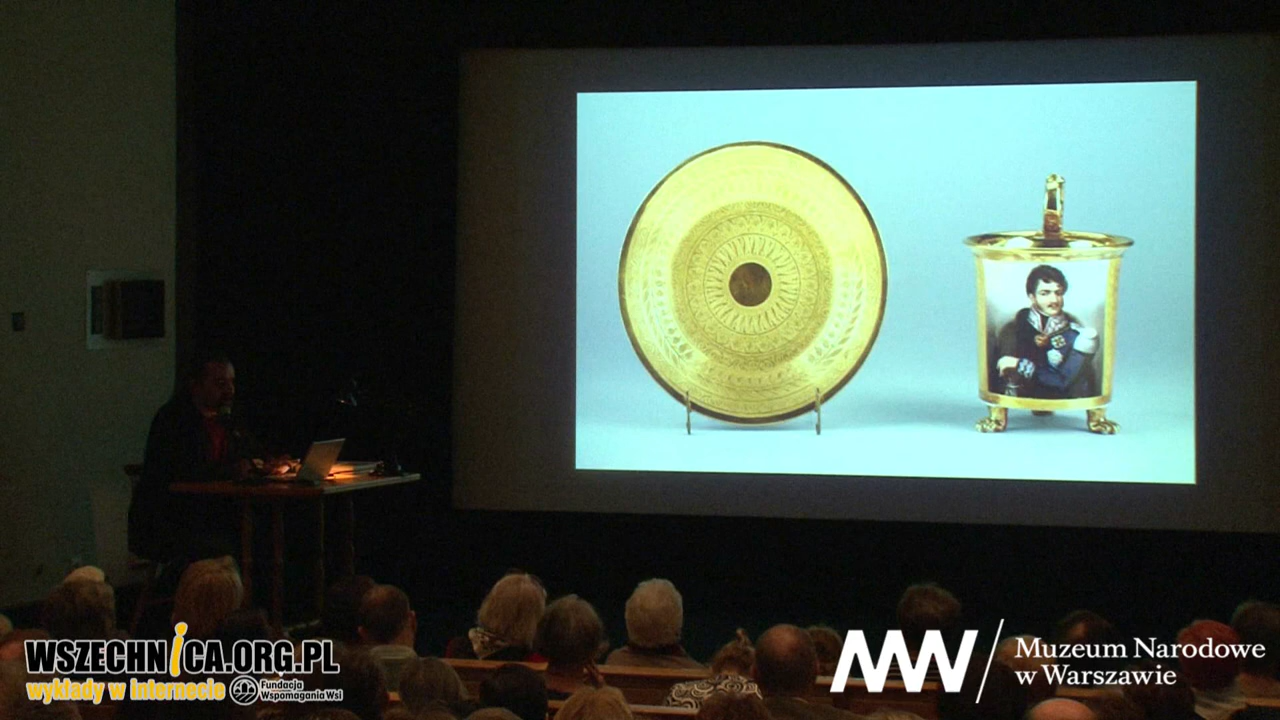 WSZECHNiCA.ORG.PL
wykłady w internecie
Fundacja
Wspomagania Wsi
MNW
Muzeum Narodowe
w Warszawie